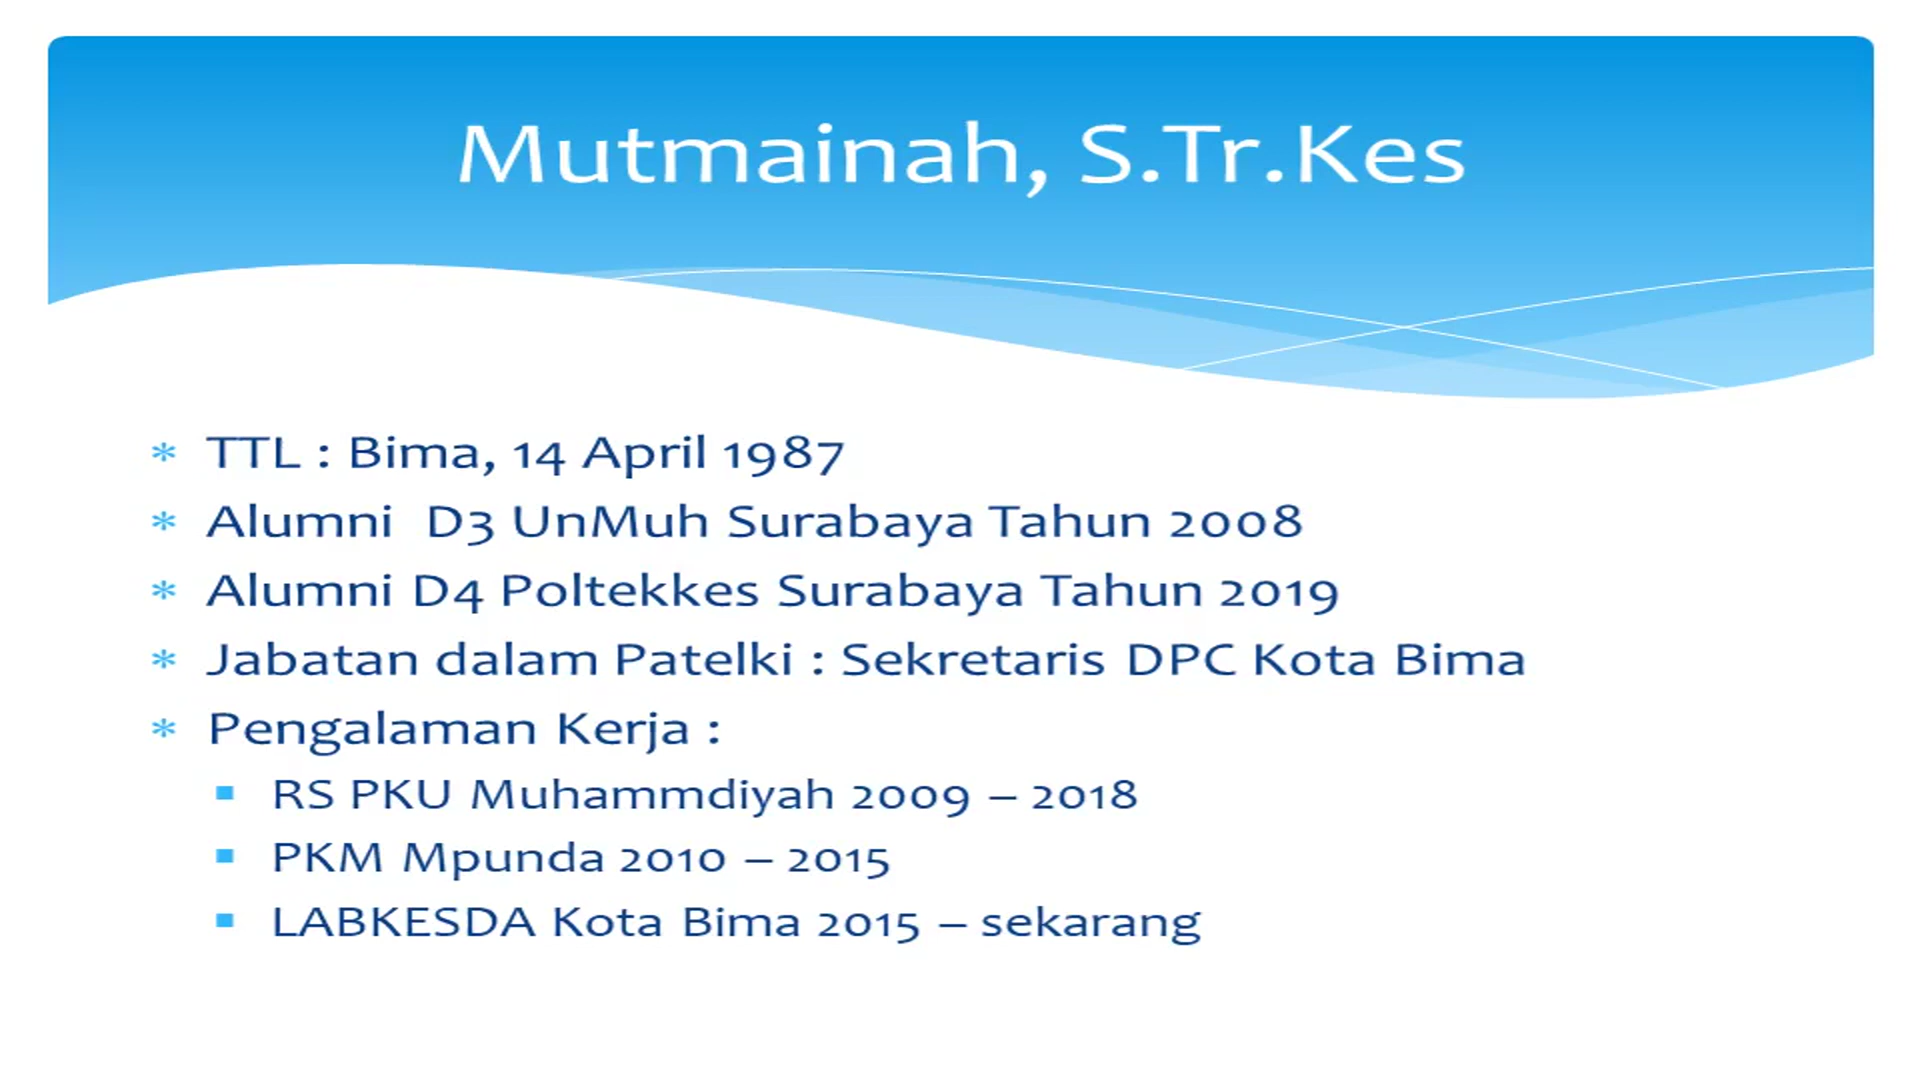 Mutmainah, S.Tr.Kes
* TTL : Bima, 14 April 1987
* Alumni  D3 UnMuh Surabaya Tahun 2008
* Alumni D4 Poltekkes Surabaya Tahun 2019
* Jabatan dalam Patelki : Sekretaris DPC Kota Bima
* Pengalaman Kerja :
▪ RS PKU Muhammdiyah 2009 – 2018
▪ PKM Mpunda 2010 – 2015
▪ LABKESDA Kota Bima 2015 – sekarang